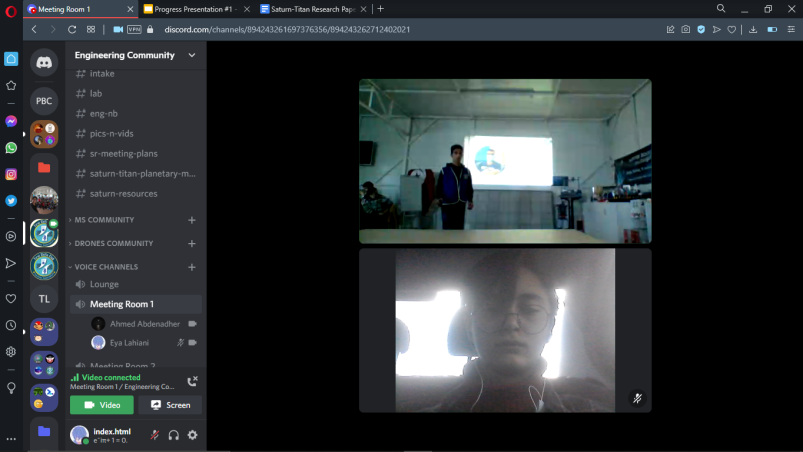 Meeting Room 1
Progress Presentation #1 -
Saturn-Titan Research Pape
VPN
discord.com/channels/894243261697376356/894243262712402021
Engineering Community
PBC
TL
intake
lab
eng-nb
pics-n-vids
sr-meeting-plans
saturn-titan-planetary-m...
saturn-resources
MS COMMUNITY
DRONES COMMUNITY
VOICE CHANNELS
Lounge
Meeting Room 1
Ahmed Abdenadher
Eya Lahiani
Meeting Room 2
Video connected
Meeting Room 1 / Engineering Co...
Video
Screen
index.html
e^iπ+1 = 0.